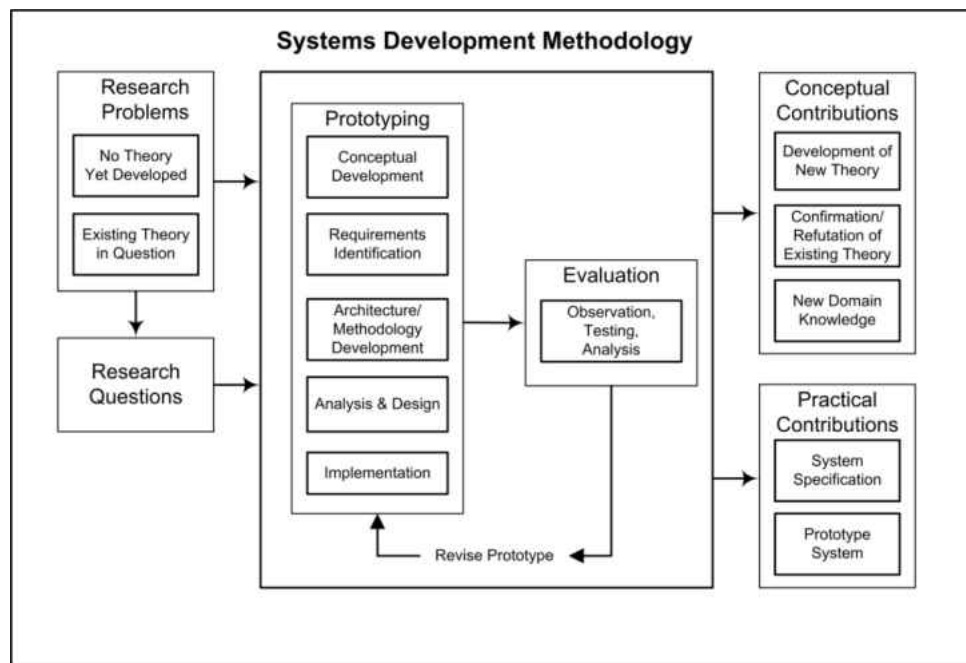 Systems Development Methodology
Research
Problems
No Theory
Yet Developed
Existing Theory
in Question
Research
Questions
Prototyping
Conceptual
Development
Requirements
Identification
Architecture/
Methodology
Development
Analysis & Design
Implementation
Revise Prototype
Evaluation
Observation,
Testing,
Analysis
Conceptual
Contributions
Development of
New Theory
Confirmation/
Refutation of
Existing Theory
New Domain
Knowledge
Practical
Contributions
System
Specification
Prototype
System